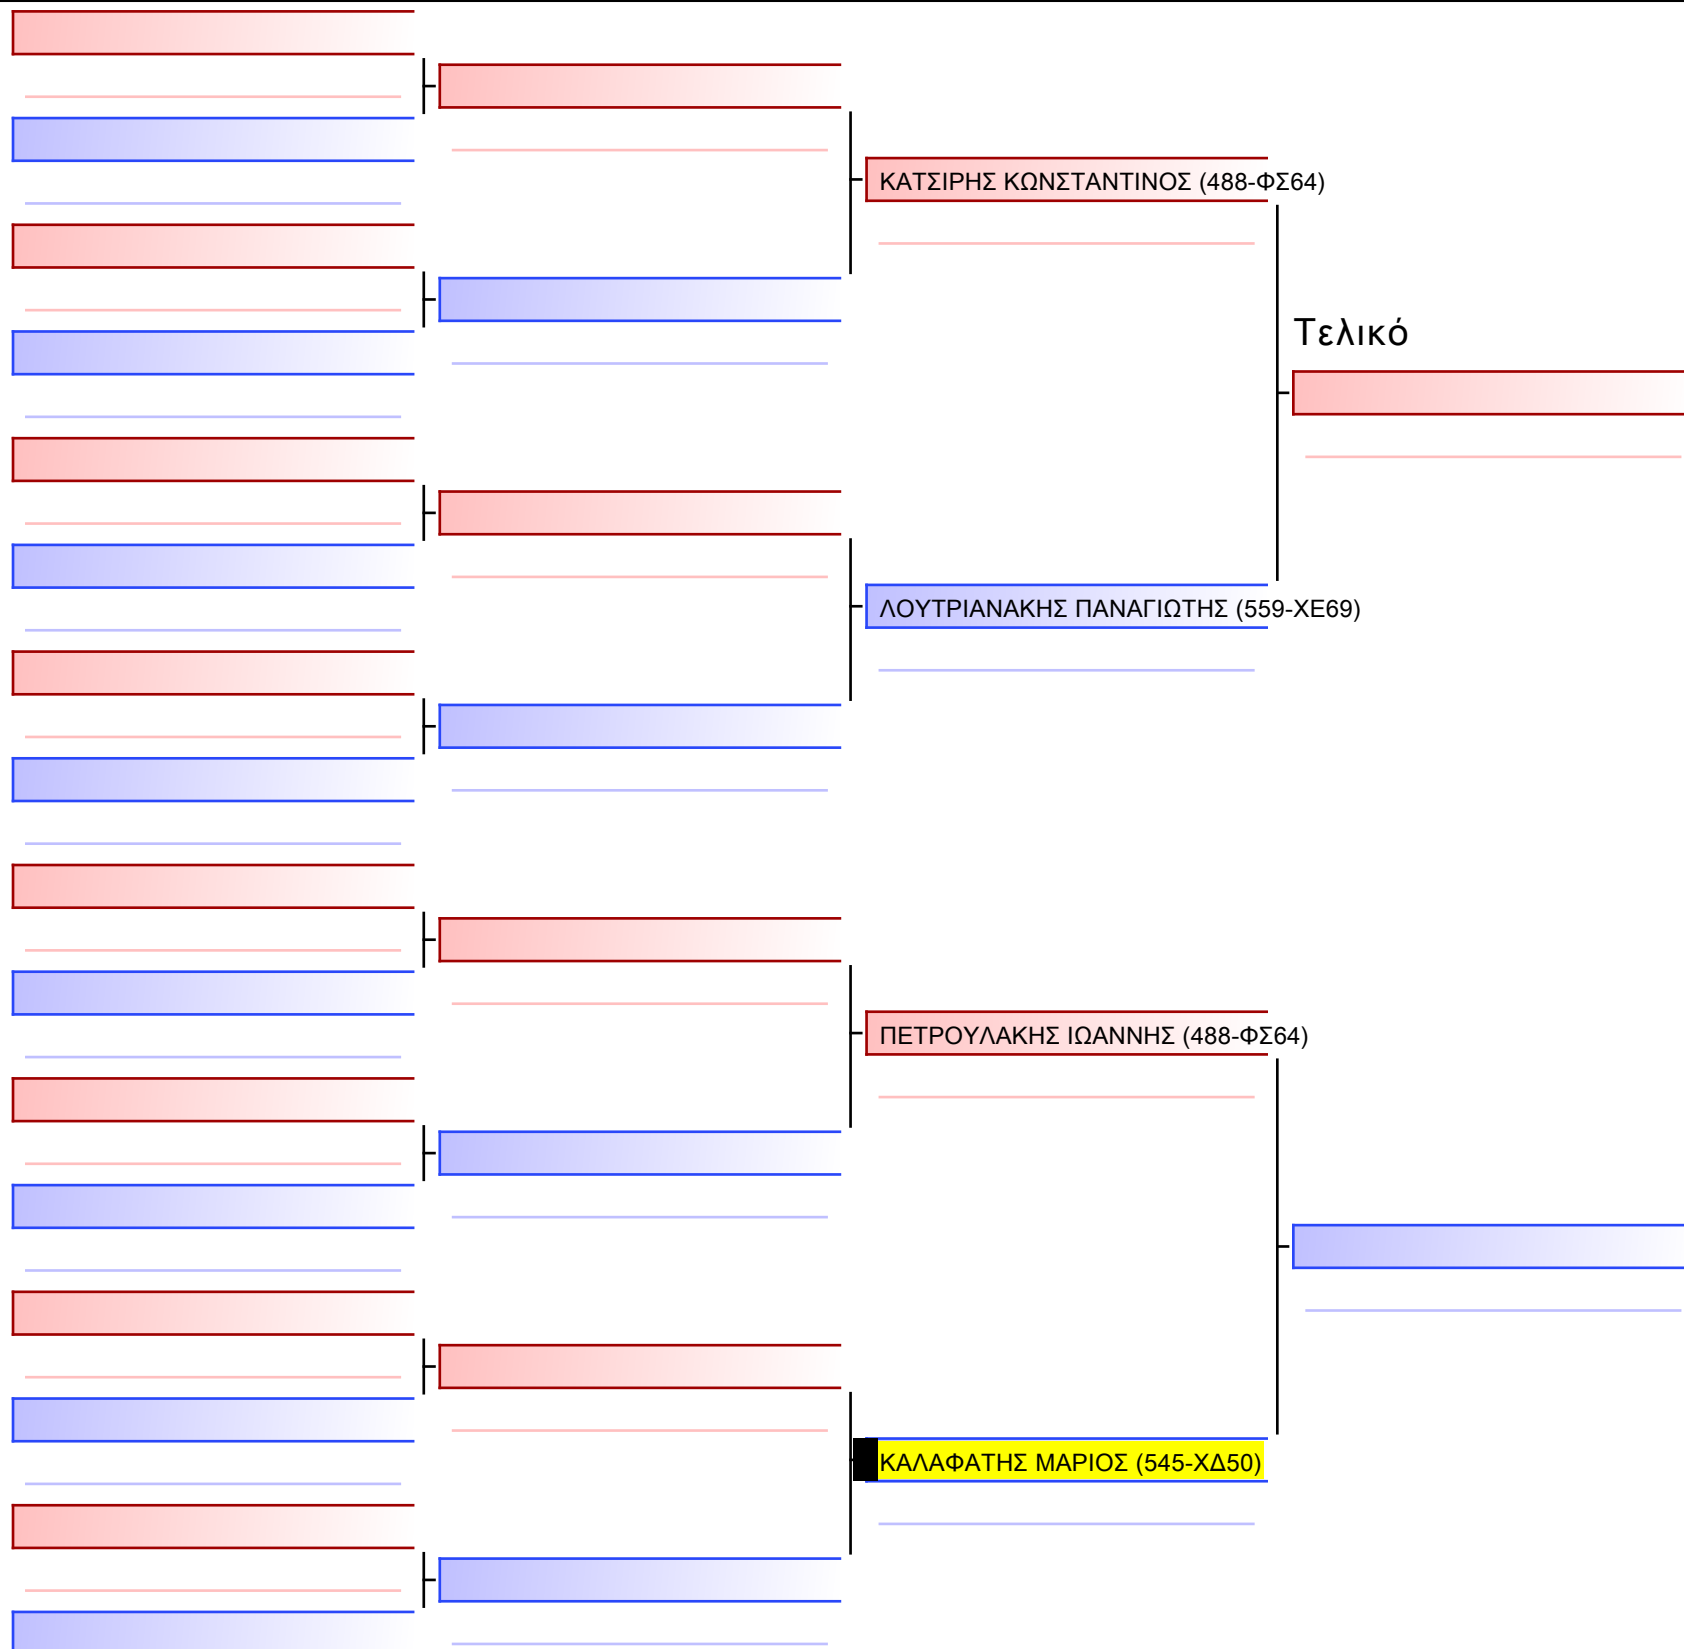 ΚΑΤΣΙΡΗΣ ΚΩΝΣΤΑΝΤΙΝΟΣ (488-ΦΣ64)
Τελικό
ΛΟΥΤΡΙΑΝΑΚΗΣ ΠΑΝΑΓΙΩΤΗΣ (559-ΧΕ69)
ΠΕΤΡΟΥΛΑΚΗΣ ΙΩΑΝΝΗΣ (488-ΦΣ64)
ΚΑΛΑΦΑΤΗΣ ΜΑΡΙΟΣ (545-ΧΔ50)